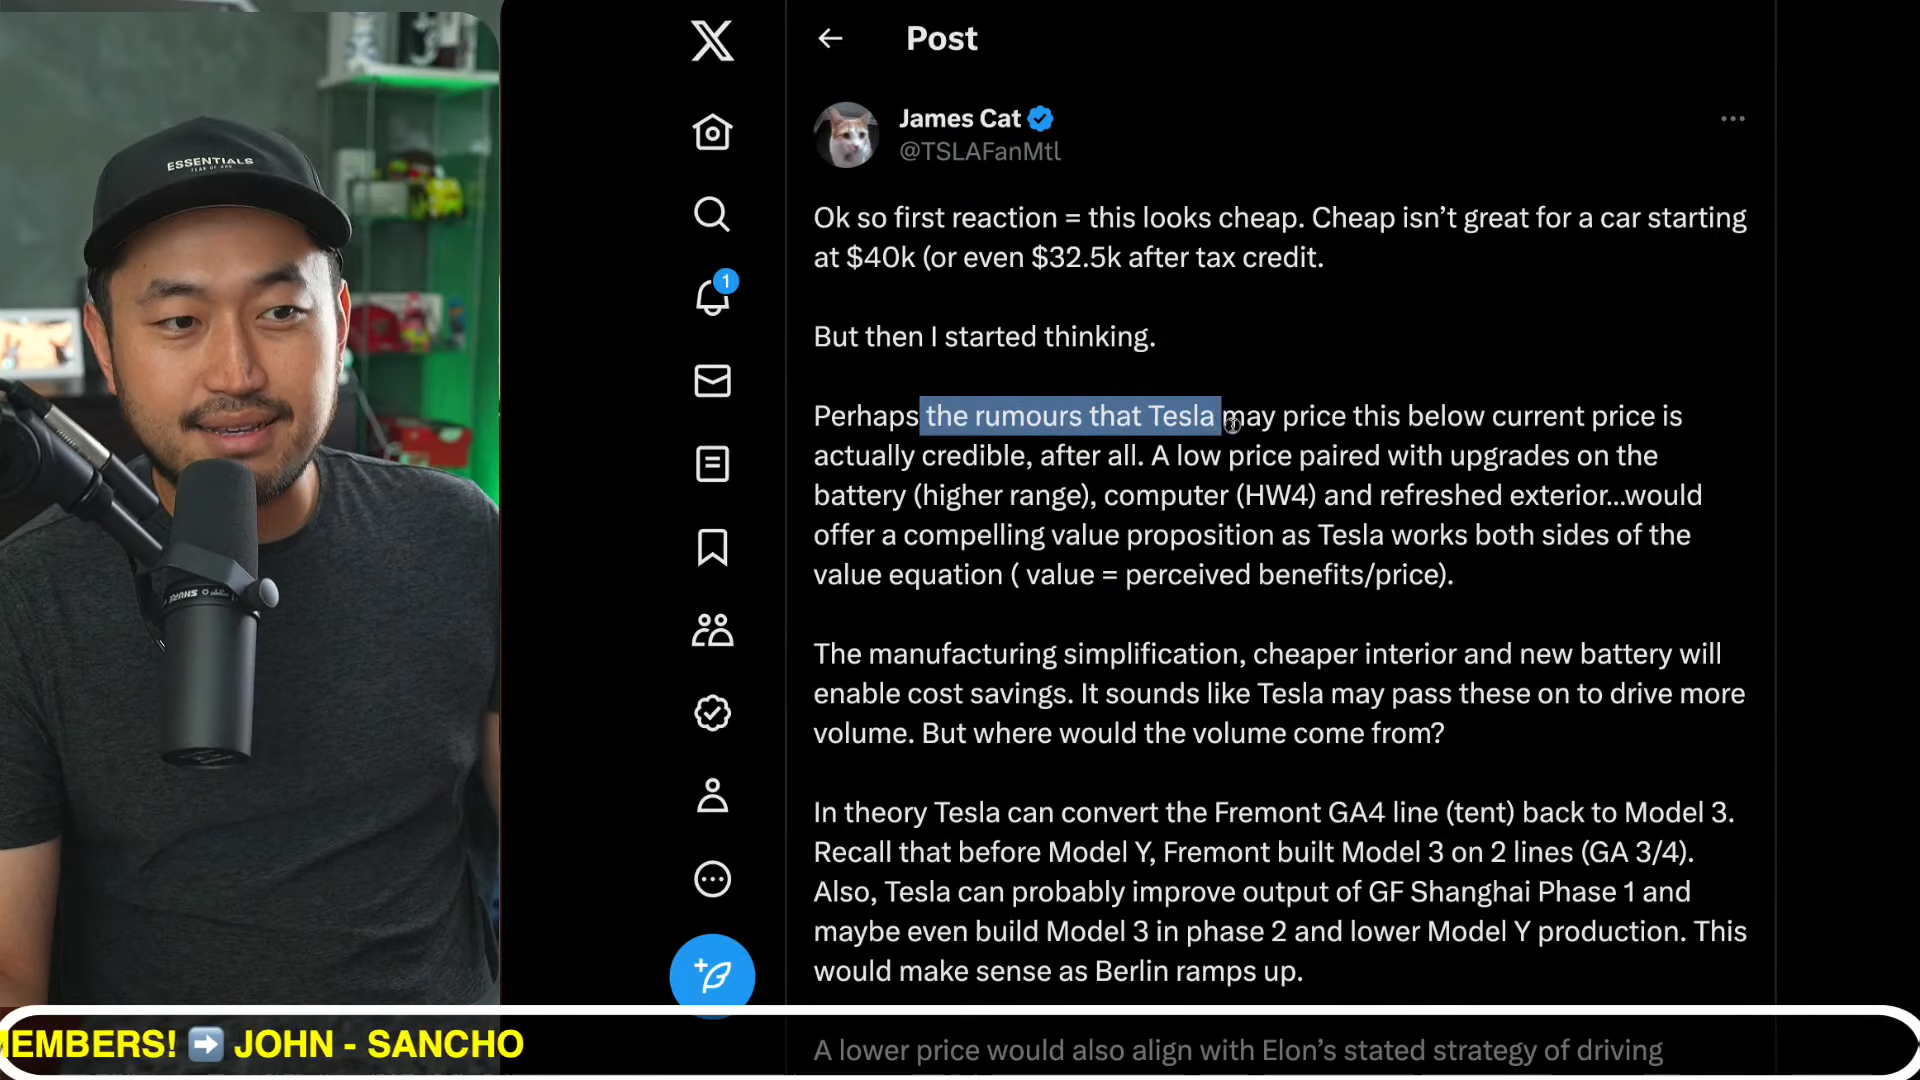 ESSENTIALS
FEAR OF GOD
SHURE
Post
James Cat
@TSLAFanMtl
1
Ok so first reaction = this looks cheap. Cheap isn’t great for a car starting
at $40k (or even $32.5k after tax credit.
But then I started thinking.
Perhaps the rumours that Tesla may price this below current price is
actually credible, after all. A low price paired with upgrades on the
battery (higher range), computer (HW4) and refreshed exterior...would
offer a compelling value proposition as Tesla works both sides of the
value equation ( value = perceived benefits/price).
The manufacturing simplification, cheaper interior and new battery will
enable cost savings. It sounds like Tesla may pass these on to drive more
volume. But where would the volume come from?
In theory Tesla can convert the Fremont GA4 line (tent) back to Model 3.
Recall that before Model Y, Fremont built Model 3 on 2 lines (GA 3/4).
Also, Tesla can probably improve output of GF Shanghai Phase 1 and
maybe even build Model 3 in phase 2 and lower Model Y production. This
would make sense as Berlin ramps up.
A lower price would also align with Elon’s stated strategy of driving
EMBERS! ➡️ JOHN - SANCHO